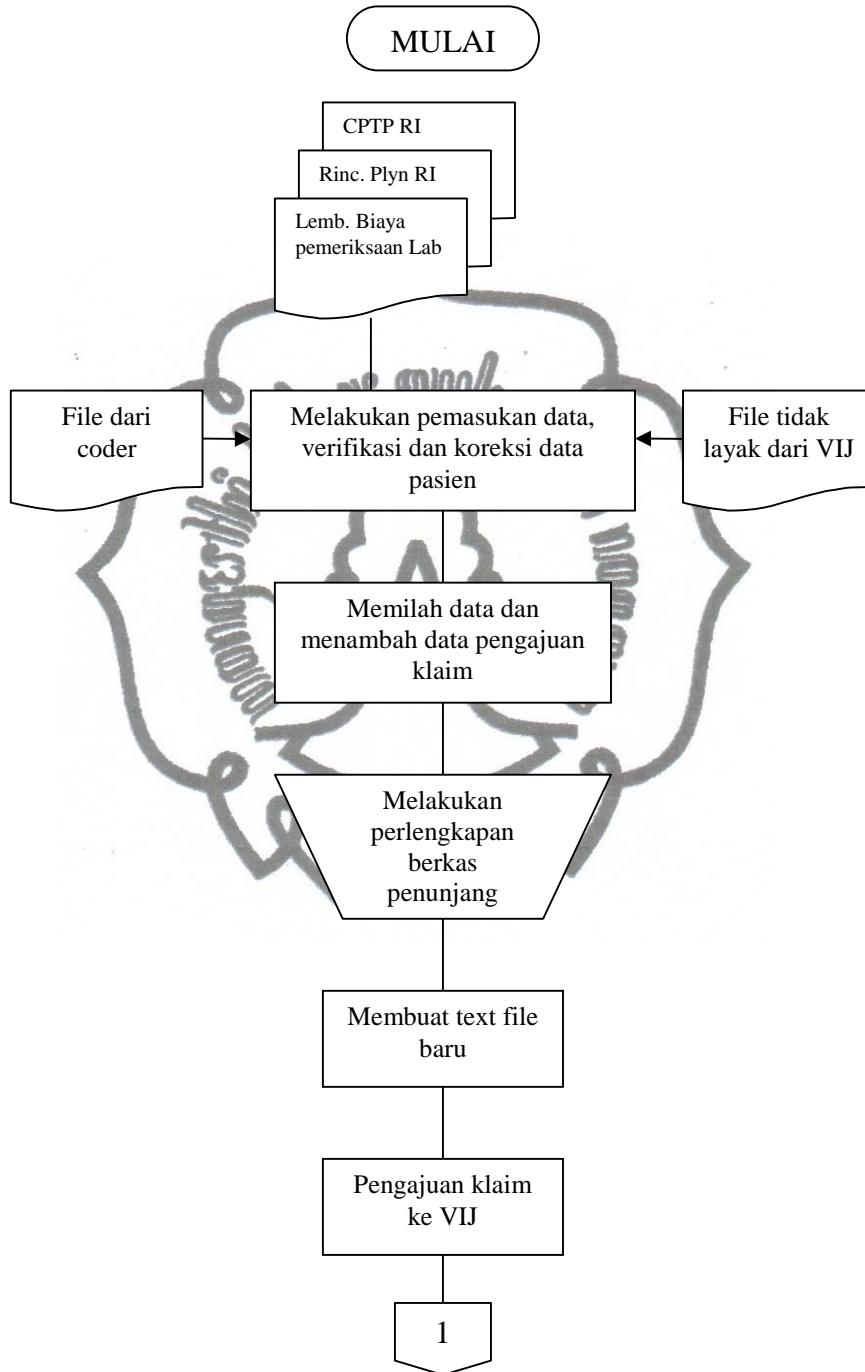 MULAI
CPTP RI
Rinc. Plyn RI
Lemb. Biaya
pemeriksaan Lab
File dari
coder
Melakukan pemasukan data,
verifikasi dan koreksi data
pasien
File tidak
layak dari VIJ
Memilah data dan
menambah data pengajuan
klaim
Melakukan
perlengkapan
berkas
penunjang
Membuat text file
baru
Pengajuan klaim
ke VIJ
1